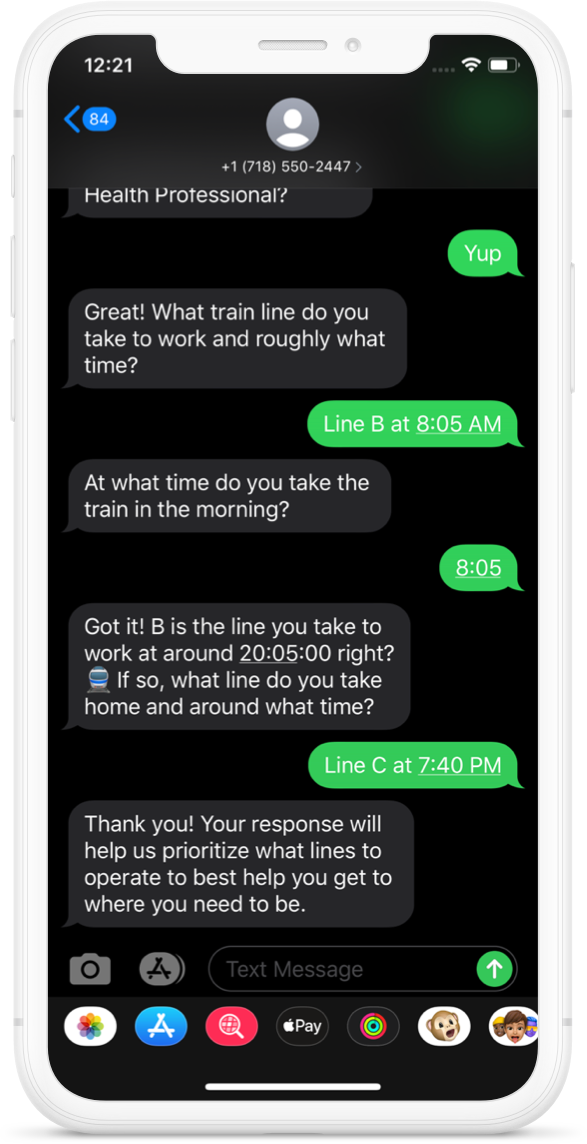 12:21
84
+1 (718) 550-2447 >
Health Professional?
Yup
Great! What train line do you
take to work and roughly what
time?
Line B at 8:05 AM
At what time do you take the
train in the morning?
8:05
Got it! B is the line you take to
work at around 20:05:00 right?
🚆 If so, what line do you take
home and around what time?
Line C at 7:40 PM
Thank you! Your response will
help us prioritize what lines to
operate to best help you get to
where you need to be.
Text Message
Pay